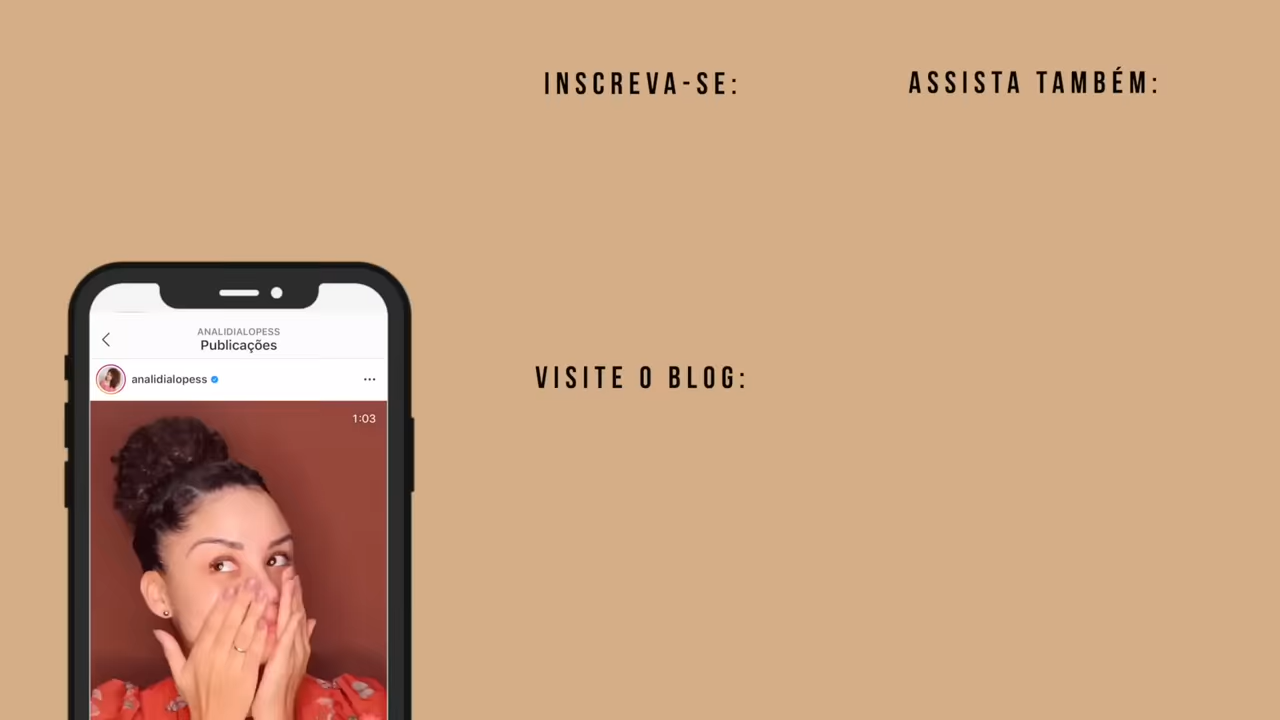 INSCREVA-SE:
ASSISTA TAMBÉM:
ANALIDIALOPESS
Publicações
analidialopess
1:03
VISITE O BLOG: